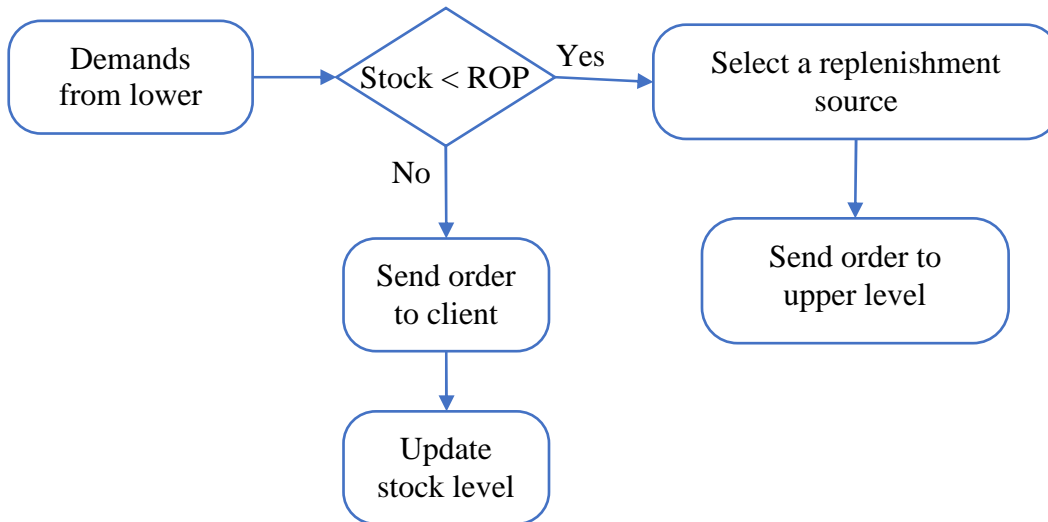 Demands
from lower
Stock < ROP
Yes
Select a replenishment
source
No
Send order
to client
Send order to
upper level
Update
stock level